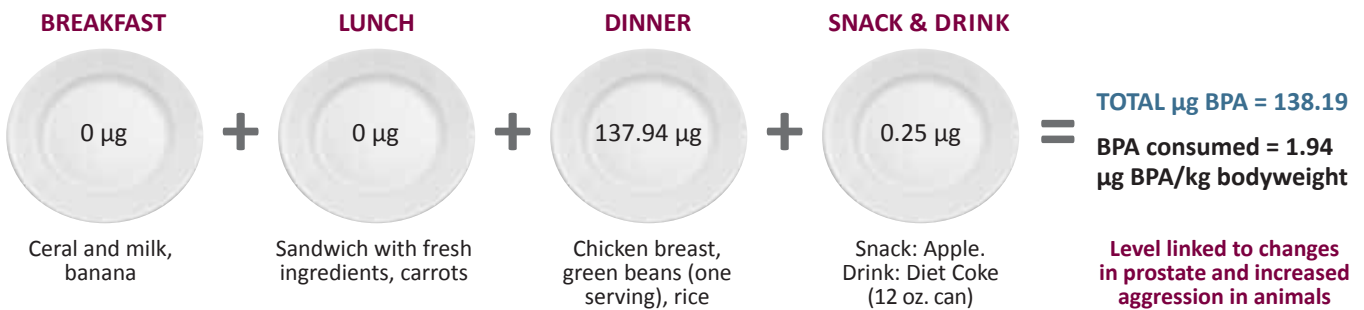 BREAKFAST
LUNCH
DINNER
SNACK & DRINK
0 µg
+
0 µg
+
137.94 µg
+
0.25 µg
=
TOTAL µg BPA = 138.19
BPA consumed = 1.94
µg BPA/kg bodyweight
Ceral and milk,
banana
Sandwich with fresh
ingredients, carrots
Chicken breast,
green beans (one
serving), rice
Snack: Apple.
Drink: Diet Coke
(12 oz. can)
Level linked to changes
in prostate and increased
aggression in animals